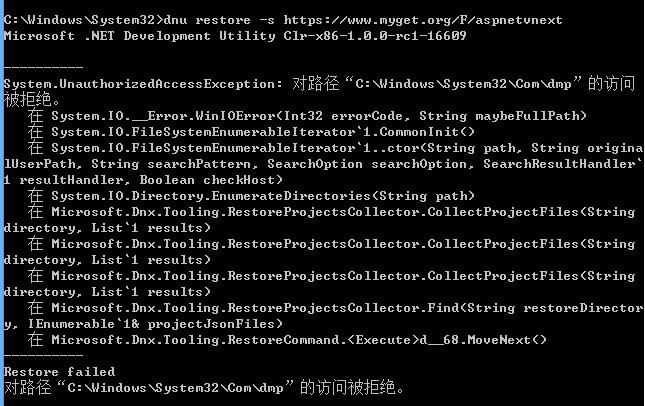 C:\Windows\System32>dnu restore -s https://www.myget.org/F/aspnetvnext
Microsoft .NET Development Utility Clr-x86-1.0.0-rc1-16609
----------
System.UnauthorizedAccessException: 对路径“C:\Windows\System32\Com\dmp”的访问
被拒绝。
在 System.IO.__Error.WinIOError(Int32 errorCode, String maybeFullPath)
在 System.IO.FileSystemEnumerableIterator`1.CommonInit()
在 System.IO.FileSystemEnumerableIterator`1..ctor(String path, String origina
lUserPath, String searchPattern, SearchOption searchOption, SearchResultHandler`
1 resultHandler, Boolean checkHost)
在 System.IO.Directory.EnumerateDirectories(String path)
在 Microsoft.Dnx.Tooling.RestoreProjectsCollector.CollectProjectFiles(String
directory, List`1 results)
在 Microsoft.Dnx.Tooling.RestoreProjectsCollector.CollectProjectFiles(String
directory, List`1 results)
在 Microsoft.Dnx.Tooling.RestoreProjectsCollector.CollectProjectFiles(String
directory, List`1 results)
在 Microsoft.Dnx.Tooling.RestoreProjectsCollector.Find(String restoreDirector
y, IEnumerable`1& projectJsonFiles)
在 Microsoft.Dnx.Tooling.RestoreCommand.<Execute>d__68.MoveNext()
----------
Restore failed
对路径“C:\Windows\System32\Com\dmp”的访问被拒绝。